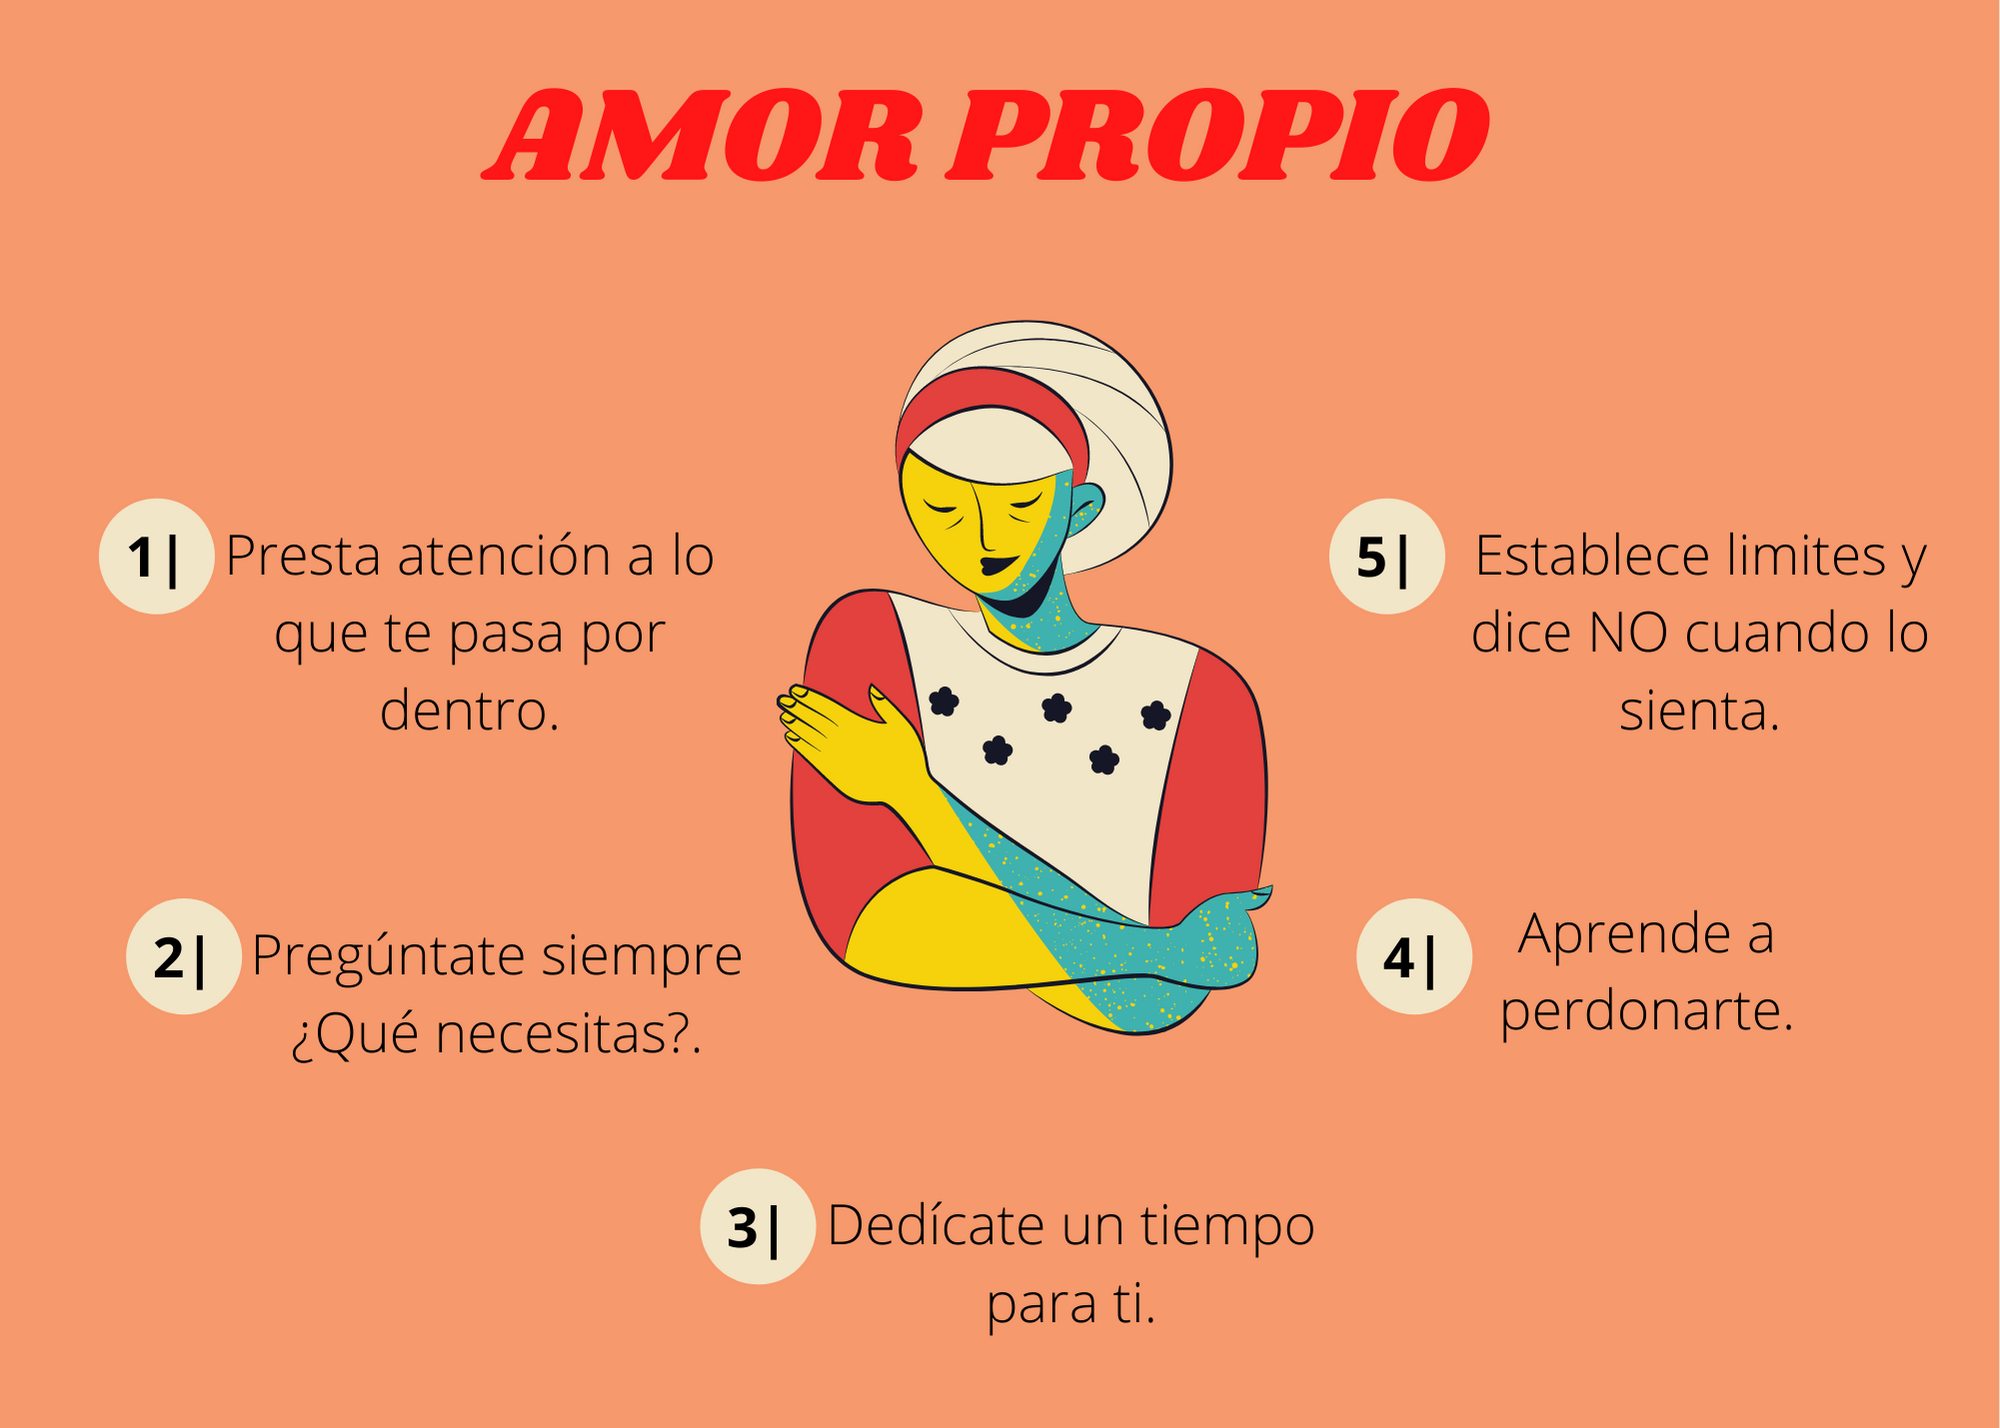 AMOR PROPIO
1| Presta atención a lo
que te pasa por
dentro.
2| Pregúntate siempre
¿Qué necesitas?.
3| Dedícate un tiempo
para ti.
4| Aprende a
perdonarte.
5| Establece limites y
dice NO cuando lo
sienta.